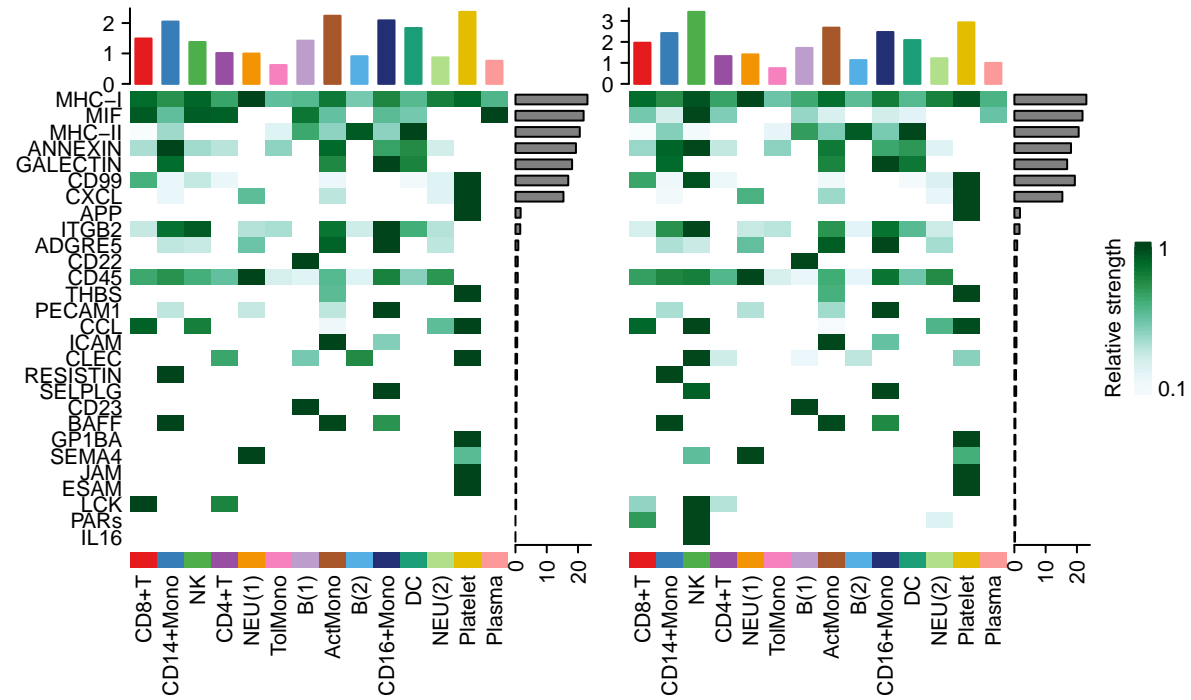 2
1
0
3
2
1
0
MHC−I
MIF
MHC−II
ANNEXIN
GALECTIN
CD99
CXCL
APP
ITGB2
ADGRE5
CD22
CD45
THBS
PECAM1
CCL
ICAM
CLEC
RESISTIN
SELPLG
CD23
BAFF
GP1BA
SEMA4
JAM
ESAM
LCK
PARs
IL16
0
10
20
0
10
20
CD8+T
CD14+Mono
NK
CD4+T
NEU(1)
TolMono
B(1)
ActMono
B(2)
CD16+Mono
DC
NEU(2)
Platelet
Plasma
CD8+T
CD14+Mono
NK
CD4+T
NEU(1)
TolMono
B(1)
ActMono
B(2)
CD16+Mono
DC
NEU(2)
Platelet
Plasma
Relative strength
1
0.1